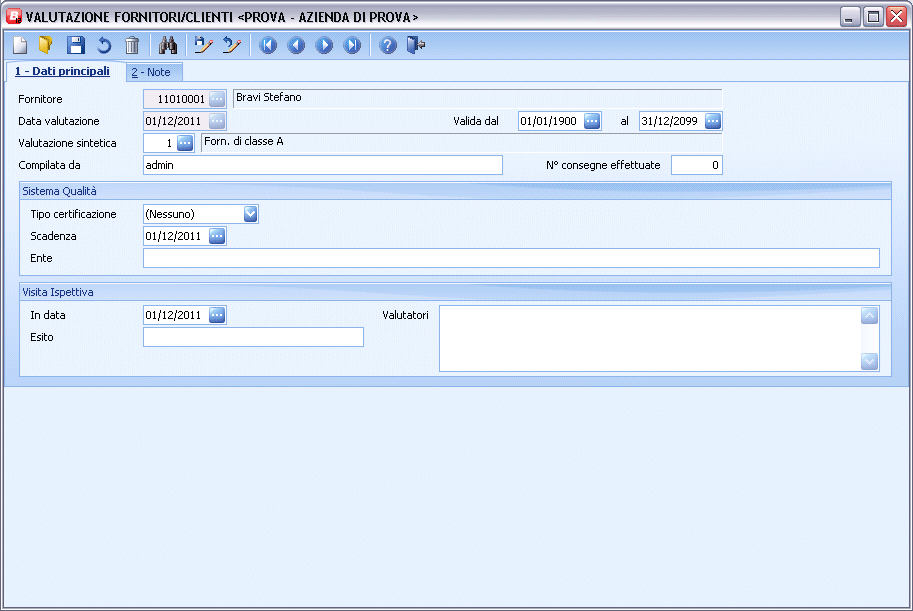 VALUTAZIONE FORNITORI/CLIENTI <PROVA - AZIENDA DI PROVA>
1 - Dati principali 2 - Note
Fornitore 11010001 Bravi Stefano
Data valutazione 01/12/2011 Valida dal 01/01/1900 al 31/12/2099
Valutazione sintetica 1 Forn. di classe A
Compilata da admin N° consegne effettuate 0
Sistema Qualità
Tipo certificazione (Nessuno)
Scadenza 01/12/2011
Ente
Visita Ispettiva
In data 01/12/2011 Valutatori
Esito